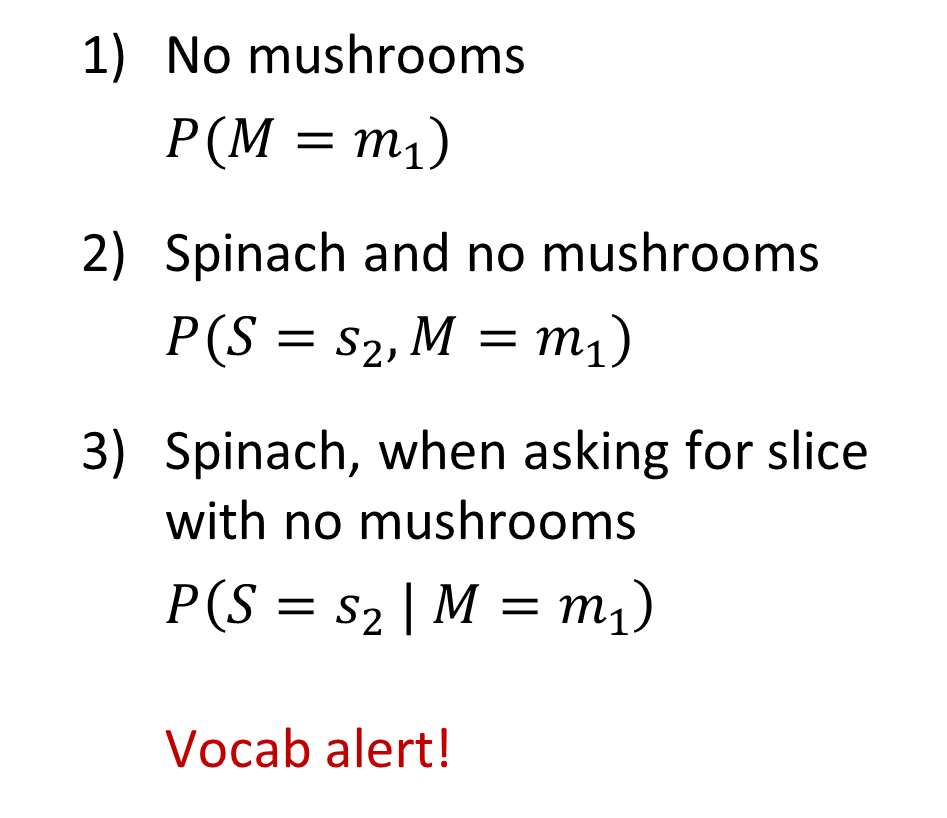 1) No mushrooms
P(M = m₁)
2) Spinach and no mushrooms
P(S = s₂, M = m₁)
3) Spinach, when asking for slice
with no mushrooms
P(S = s₂ | M = m₁)
Vocab alert!